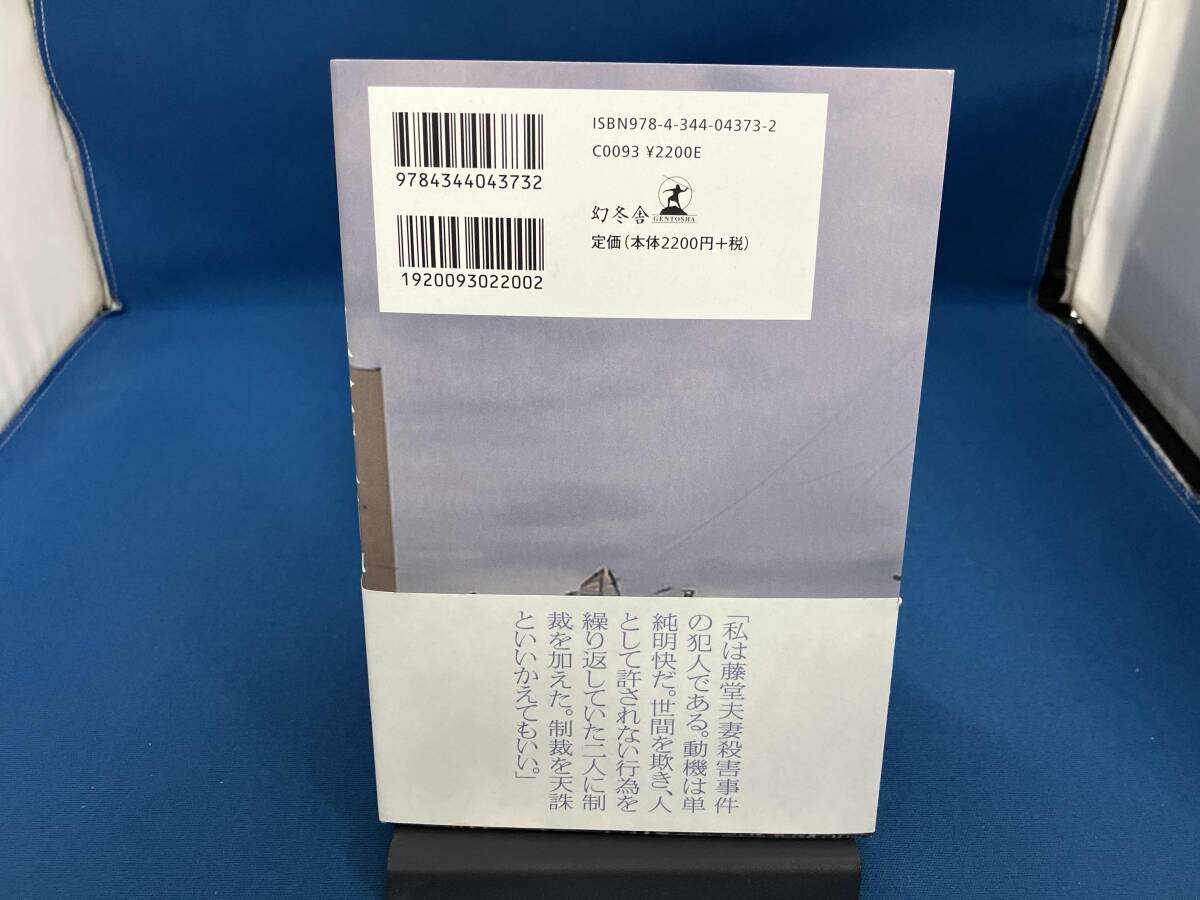 ISBN978-4-344-04373-2
C0093 ¥2200E
9784344043732
幻冬舎
GENTOSHA
定価(本体2200円+税)
1920093022002
「私は藤堂夫妻殺害事件
の犯人である。動機は単
純明快だ。世間を欺き、人
として許されない行為を
繰り返していた二人に制
裁を加えた。制裁を天誅
といいかえてもいい。」